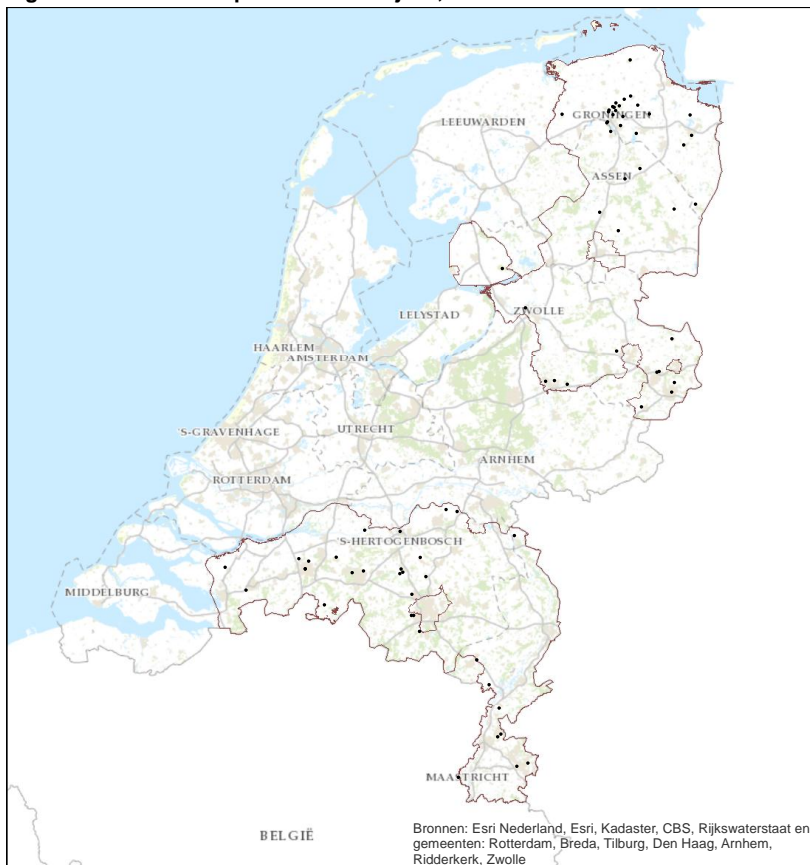 LEEUWARDEN
GRONINGEN
ASSEN
ZWOLLE
LELYSTAD
HAARLEM
AMSTERDAM
'S-GRAVENHAGE
UTRECHT
ARNHEM
ROTTERDAM
'S-HERTOGENBOSCH
MIDDELBURG
MAASTRICHT
BELGIË
Bronnen: Esri Nederland, Esri, Kadaster, CBS, Rijkswaterstaat en
gemeenten: Rotterdam, Breda, Tilburg, Den Haag, Arnhem,
Ridderkerk, Zwolle